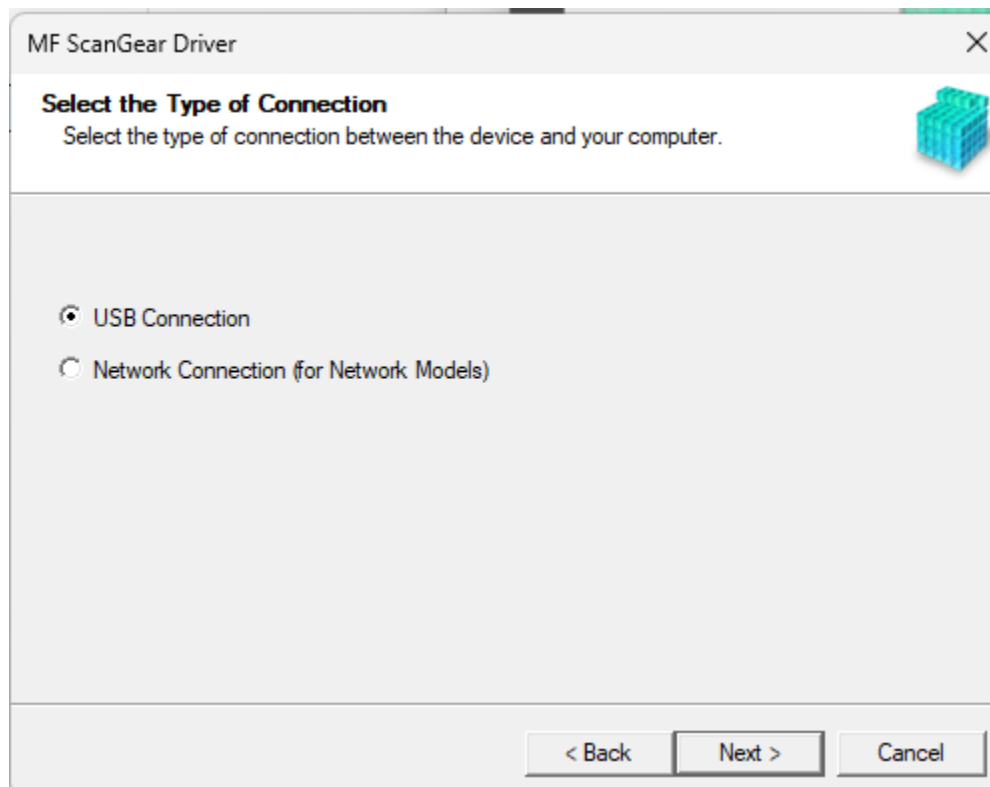 MF ScanGear Driver
Select the Type of Connection
Select the type of connection between the device and your computer.
USB Connection
Network Connection (for Network Models)
< Back Next > Cancel